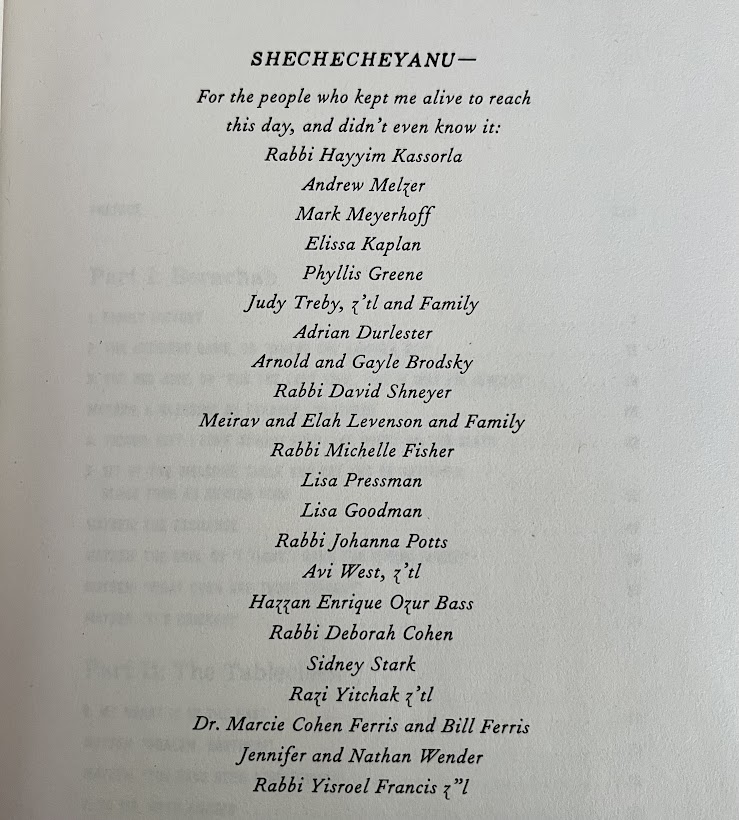 SHECHECHEYANU—
For the people who kept me alive to reach
this day, and didn't even know it:
Rabbi Hayyim Kassorla
Andrew Melzer
Mark Meyerhoff
Elissa Kaplan
Phyllis Greene
Judy Treby, z'tl and Family
Adrian Durlester
Arnold and Gayle Brodsky
Rabbi David Shneyer
Meirav and Elah Levenson and Family
Rabbi Michelle Fisher
Lisa Pressman
Lisa Goodman
Rabbi Johanna Potts
Avi West, z'tl
Hazzan Enrique Ozur Bass
Rabbi Deborah Cohen
Sidney Stark
Razi Yitchak z'tl
Dr. Marcie Cohen Ferris and Bill Ferris
Jennifer and Nathan Wender
Rabbi Yisroel Francis z"l